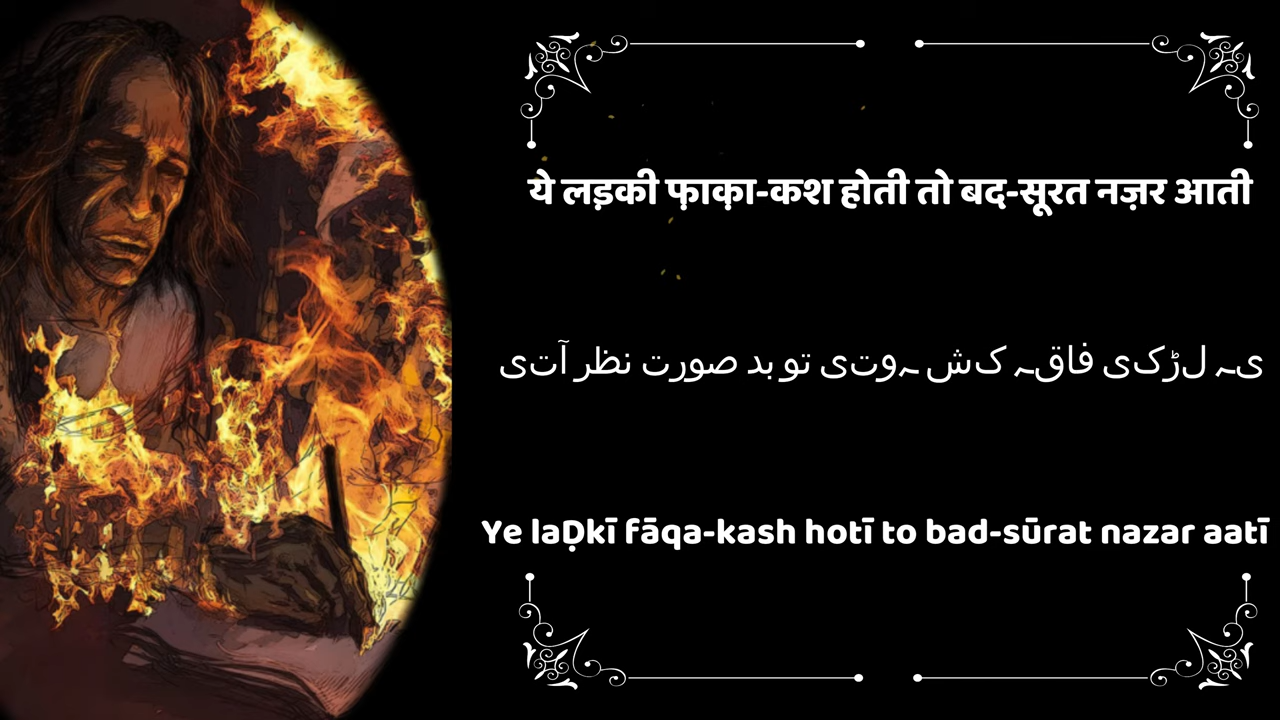 ये लड़की फ़ाक़ा-कश होती तो बद-सूरत नज़र आती
یہ لڑکی فاقہ کش ہوتی تو بد صورت نظر آتی
Ye laḌkī fāqa-kash hotī to bad-sūrat nazar aatī